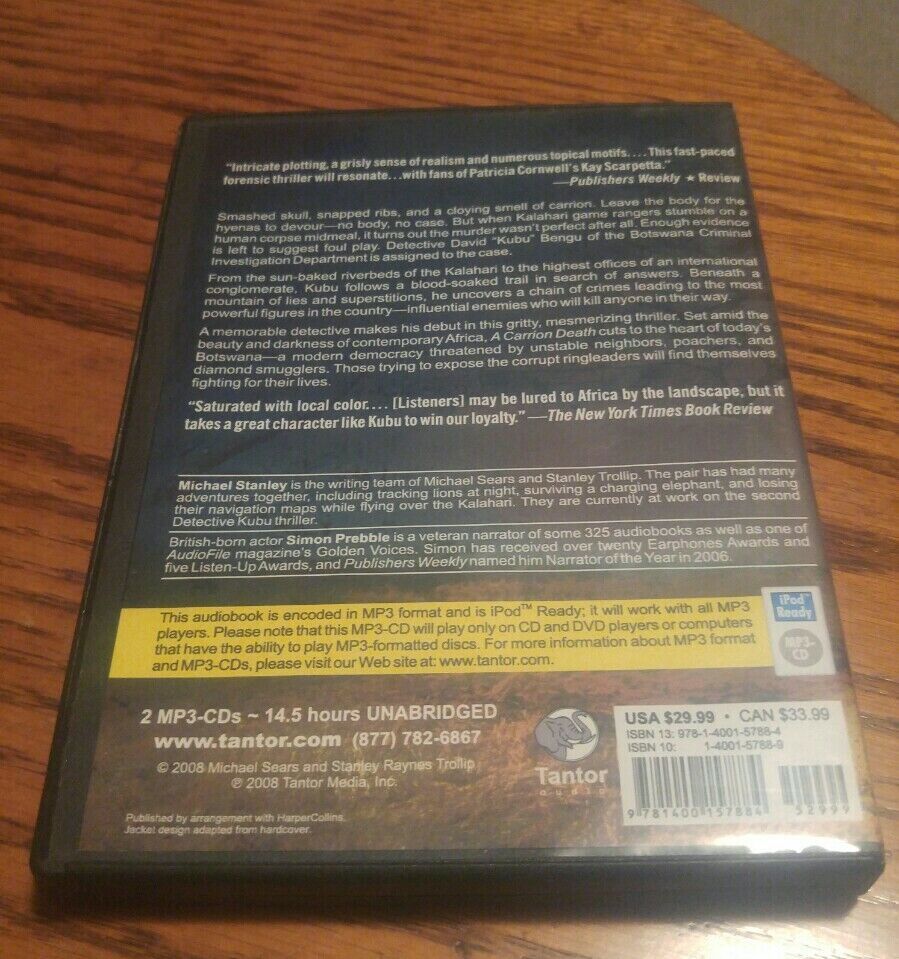 “Intricate plotting, a grisly sense of realism and numerous topical motifs.... This fast-paced
forensic thriller will resonate...with fans of Patricia Cornwell's Kay Scarpetta.”
—Publishers Weekly ★ Review
Smashed skull, snapped ribs, and a cloying smell of carrion. Leave the body for the
hyenas to devour—no body, no case. But when Kalahari game rangers stumble on a
human corpse midmeal, it turns out the murder wasn't perfect after all. Enough evidence
is left to suggest foul play. Detective David “Kubu” Bengu of the Botswana Criminal
Investigation Department is assigned to the case.
From the sun-baked riverbeds of the Kalahari to the highest offices of an international
conglomerate, Kubu follows a blood-soaked trail in search of answers. Beneath a
mountain of lies and superstitions, he uncovers a chain of crimes leading to the most
powerful figures in the country—influential enemies who will kill anyone in their way.
A memorable detective makes his debut in this gritty, mesmerizing thriller. Set amid the
beauty and darkness of contemporary Africa, A Carrion Death cuts to the heart of today's
Botswana—a modern democracy threatened by unstable neighbors, poachers, and
diamond smugglers. Those trying to expose the corrupt ringleaders will find themselves
fighting for their lives.
“Saturated with local color.... [Listeners] may be lured to Africa by the landscape, but it
takes a great character like Kubu to win our loyalty.” —The New York Times Book Review
Michael Stanley is the writing team of Michael Sears and Stanley Trollip. The pair has had many
adventures together, including tracking lions at night, surviving a charging elephant, and losing
their navigation maps while flying over the Kalahari. They are currently at work on the second
Detective Kubu thriller.
British-born actor Simon Prebble is a veteran narrator of some 325 audiobooks as well as one of
AudioFile magazine's Golden Voices. Simon has received over twenty Earphones Awards and
five Listen-Up Awards, and Publishers Weekly named him Narrator of the Year in 2006.
This audiobook is encoded in MP3 format and is iPod™ Ready; it will work with all MP3
players. Please note that this MP3-CD will play only on CD and DVD players or computers
that have the ability to play MP3-formatted discs. For more information about MP3 format
and MP3-CDs, please visit our Web site at: www.tantor.com.
iPod™
Ready
MP3-
CD
2 MP3-CDs ~ 14.5 hours UNABRIDGED
www.tantor.com (877) 782-6867
© 2008 Michael Sears and Stanley Raynes Trollip
℗ 2008 Tantor Media, Inc.
Published by arrangement with HarperCollins.
Jacket design adapted from hardcover.
Tantor
audio
USA $29.99 • CAN $33.99
ISBN 13: 978-1-4001-5788-4
ISBN 10: 1-4001-5788-9
9 781400 157884
52999